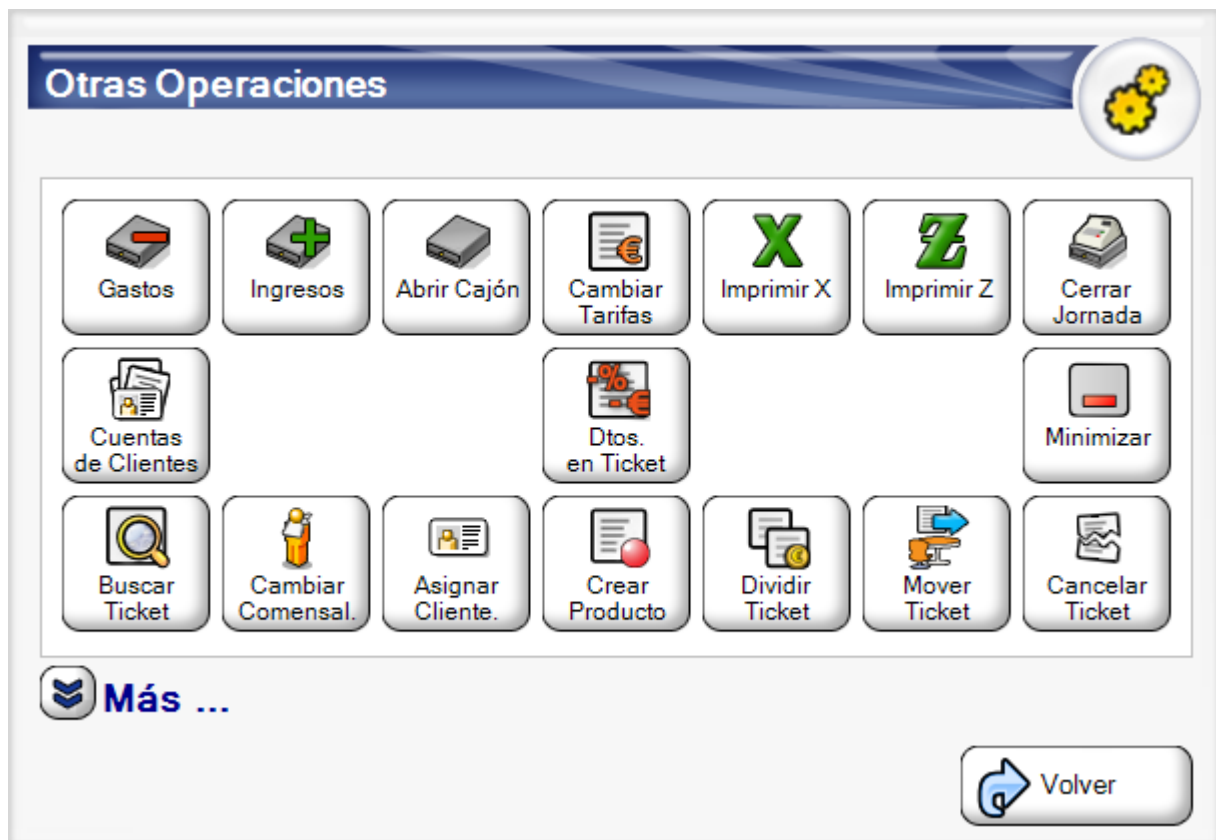 Otras Operaciones
Gastos
Ingresos
Abrir Cajón
Cambiar
Tarifas
Imprimir X
Imprimir Z
Cerrar
Jornada
Cuentas
de Clientes
Dtos.
en Ticket
Minimizar
Buscar
Ticket
Cambiar
Comensal.
Asignar
Cliente.
Crear
Producto
Dividir
Ticket
Mover
Ticket
Cancelar
Ticket
Más ...
Volver